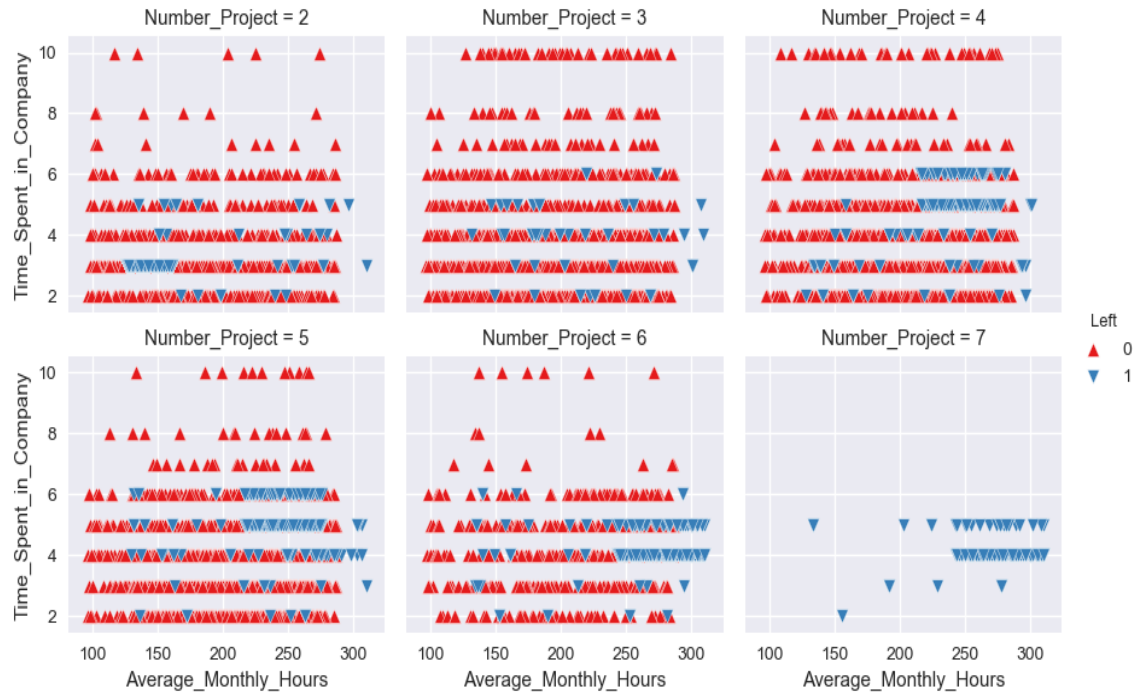 Number_Project = 2
Number_Project = 3
Number_Project = 4
Time_Spent_in_Company
10
8
6
4
2
Number_Project = 5
Number_Project = 6
Number_Project = 7
Time_Spent_in_Company
10
8
6
4
2
Left
0
1
100 150 200 250 300
100 150 200 250 300
100 150 200 250 300
Average_Monthly_Hours
Average_Monthly_Hours
Average_Monthly_Hours